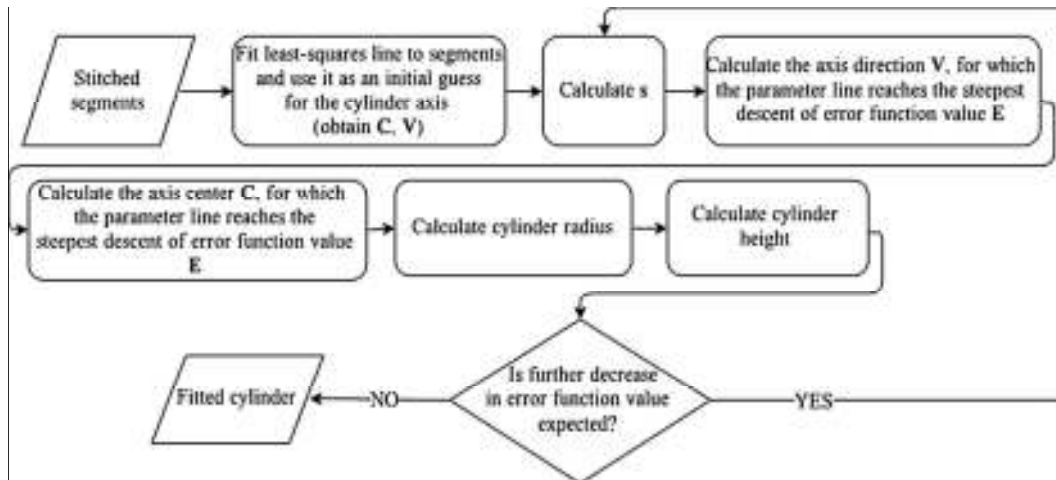 Stitched
segments
Fit least-squares line to segments
and use it as an initial guess
for the cylinder axis
(obtain C, V)
Calculate s
Calculate the axis direction V, for which
the parameter line reaches the steepest
descent of error function value E
Calculate the axis center C, for which
the parameter line reaches the
steepest descent of error function value
E
Calculate cylinder radius
Calculate cylinder
height
Is further decrease
in error function value
expected?
NO
Fitted cylinder
YES